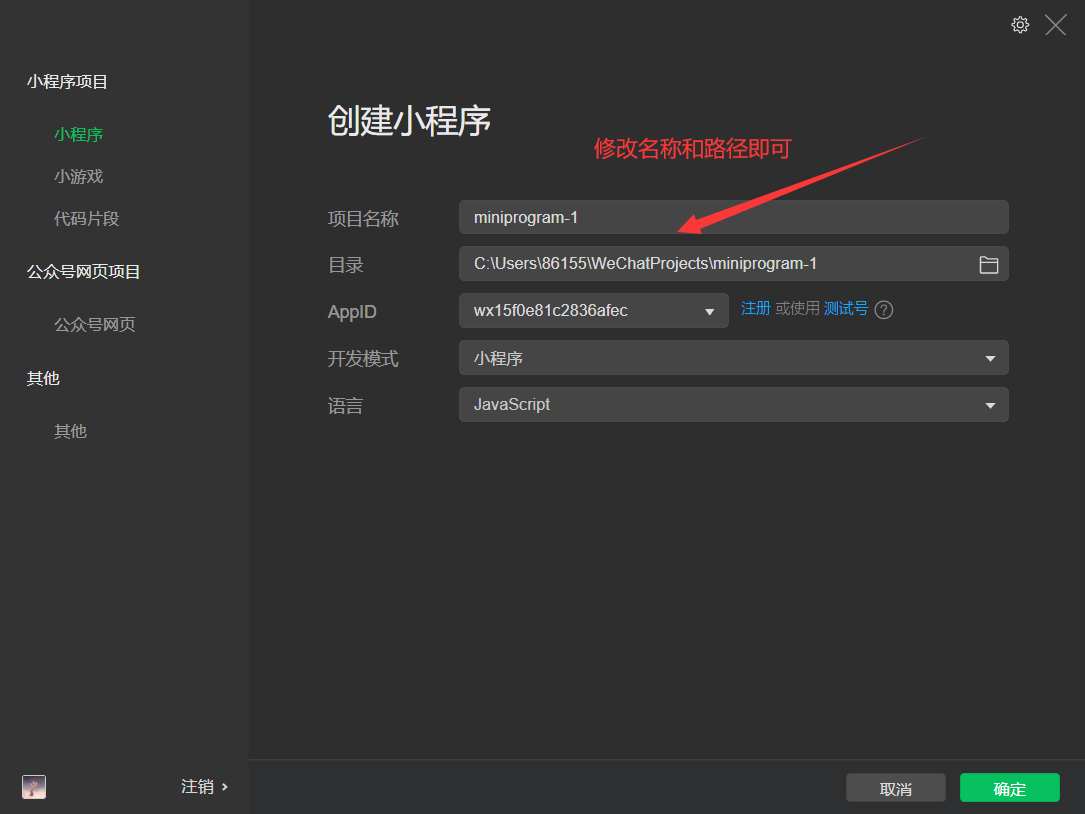 小程序项目
小程序
小游戏
代码片段
公众号网页项目
公众号网页
其他
其他
注销
创建小程序
修改名称和路径即可
项目名称 miniprogram-1
目录 C:\Users\86155\WeChatProjects\miniprogram-1
AppID wx15f0e81c2836afec 注册 或使用 测试号 ?
开发模式 小程序
语言 JavaScript
取消 确定